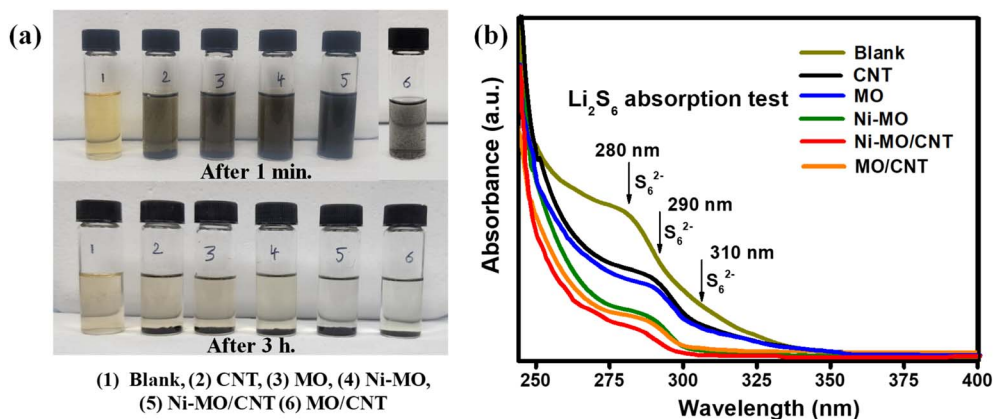 (a)
1 2 3 4 5 6
After 1 min.
1 2 3 4 5 6
After 3 h.
(1) Blank, (2) CNT, (3) MO, (4) Ni-MO,
(5) Ni-MO/CNT (6) MO/CNT
(b)
Absorbance (a.u.)
Li₂S₆ absorption test
280 nm
S₆²⁻
290 nm
S₆²⁻
310 nm
S₆²⁻
Blank
CNT
MO
Ni-MO
Ni-MO/CNT
MO/CNT
250 275 300 325 350 375 400
Wavelength (nm)